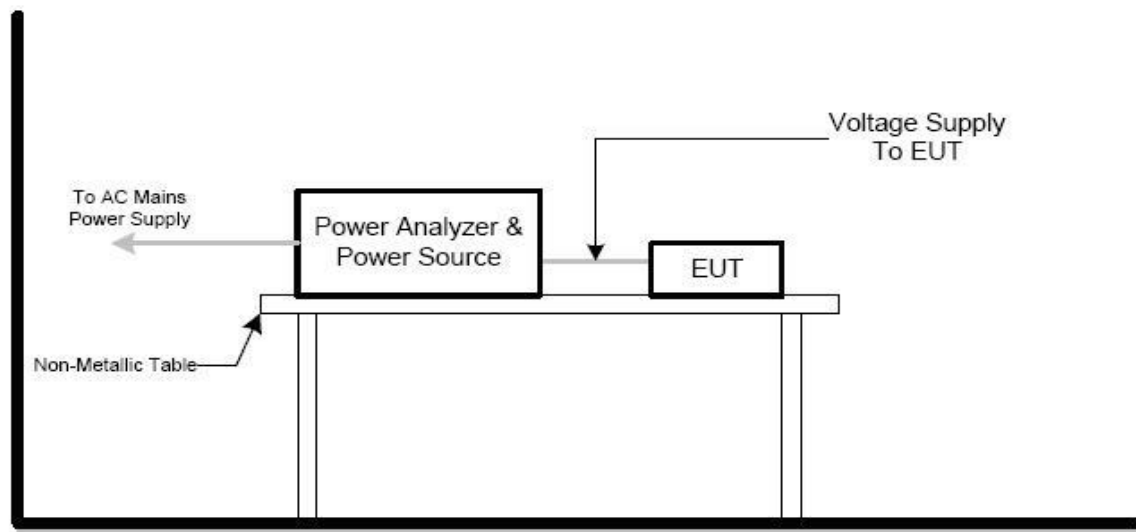 Voltage Supply
To EUT
To AC Mains
Power Supply
Power Analyzer &
Power Source
EUT
Non-Metallic Table